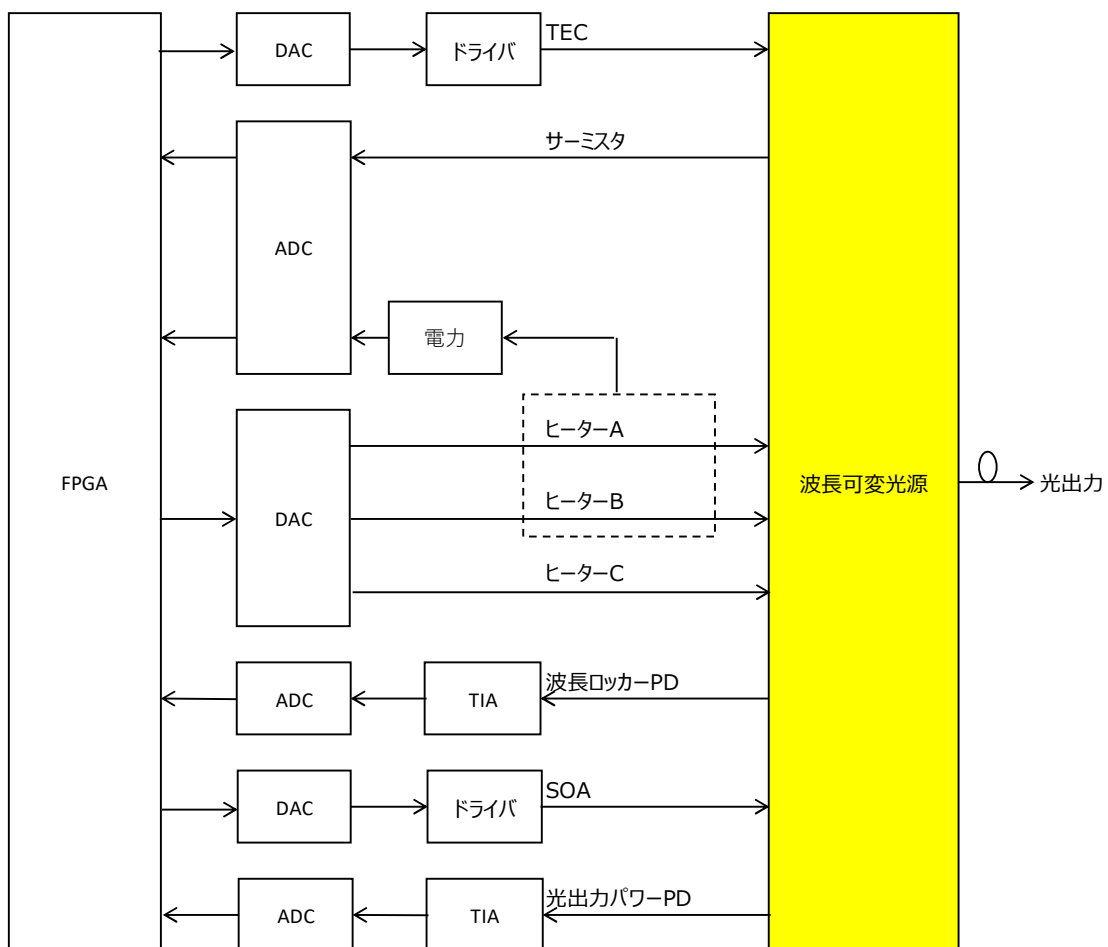 TEC
DAC
ドライバ
サーミスタ
ADC
電力
ヒーターA
FPGA
DAC
ヒーターB
波長可変光源
光出力
ヒーターC
波長ロッカーPD
ADC
TIA
SOA
DAC
ドライバ
光出力パワーPD
ADC
TIA